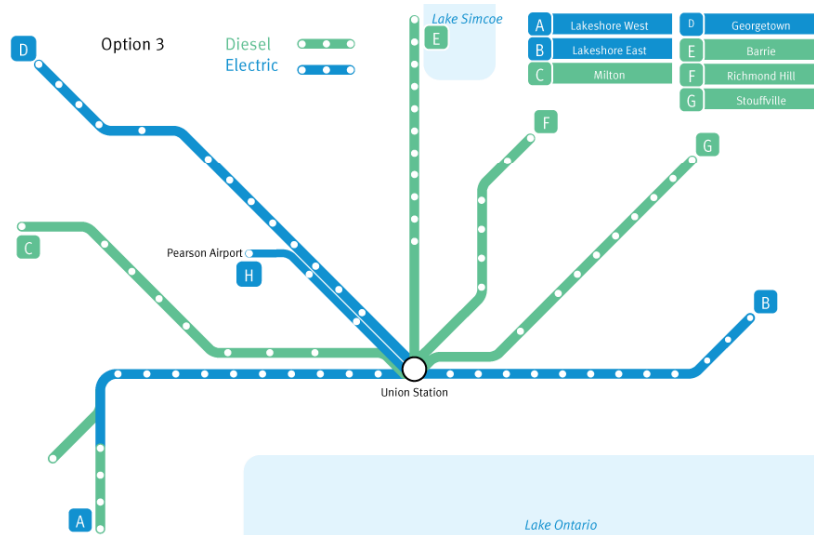 Lake Simcoe
A Lakeshore West
D Georgetown
D
Option 3
Diesel
E
B Lakeshore East
E Barrie
Electric
C Milton
F Richmond Hill
G Stouffville
F
G
C
Pearson Airport
H
B
Union Station
A
Lake Ontario